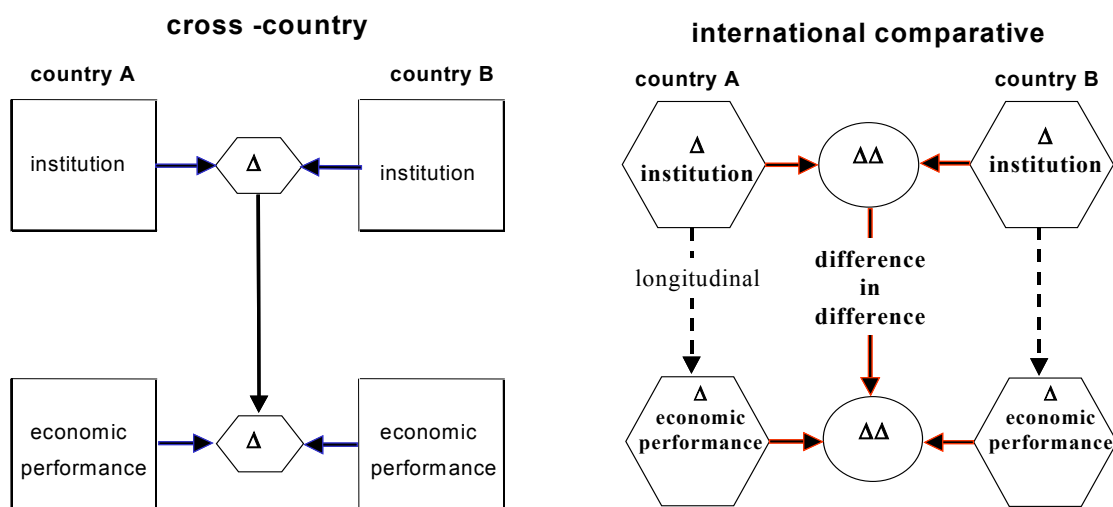 cross -country
country A
country B
institution
Δ
institution
economic
performance
Δ
economic
performance
international comparative
country A
country B
Δ
institution
ΔΔ
Δ
institution
longitudinal
difference
in
difference
Δ
economic
performance
ΔΔ
Δ
economic
performance